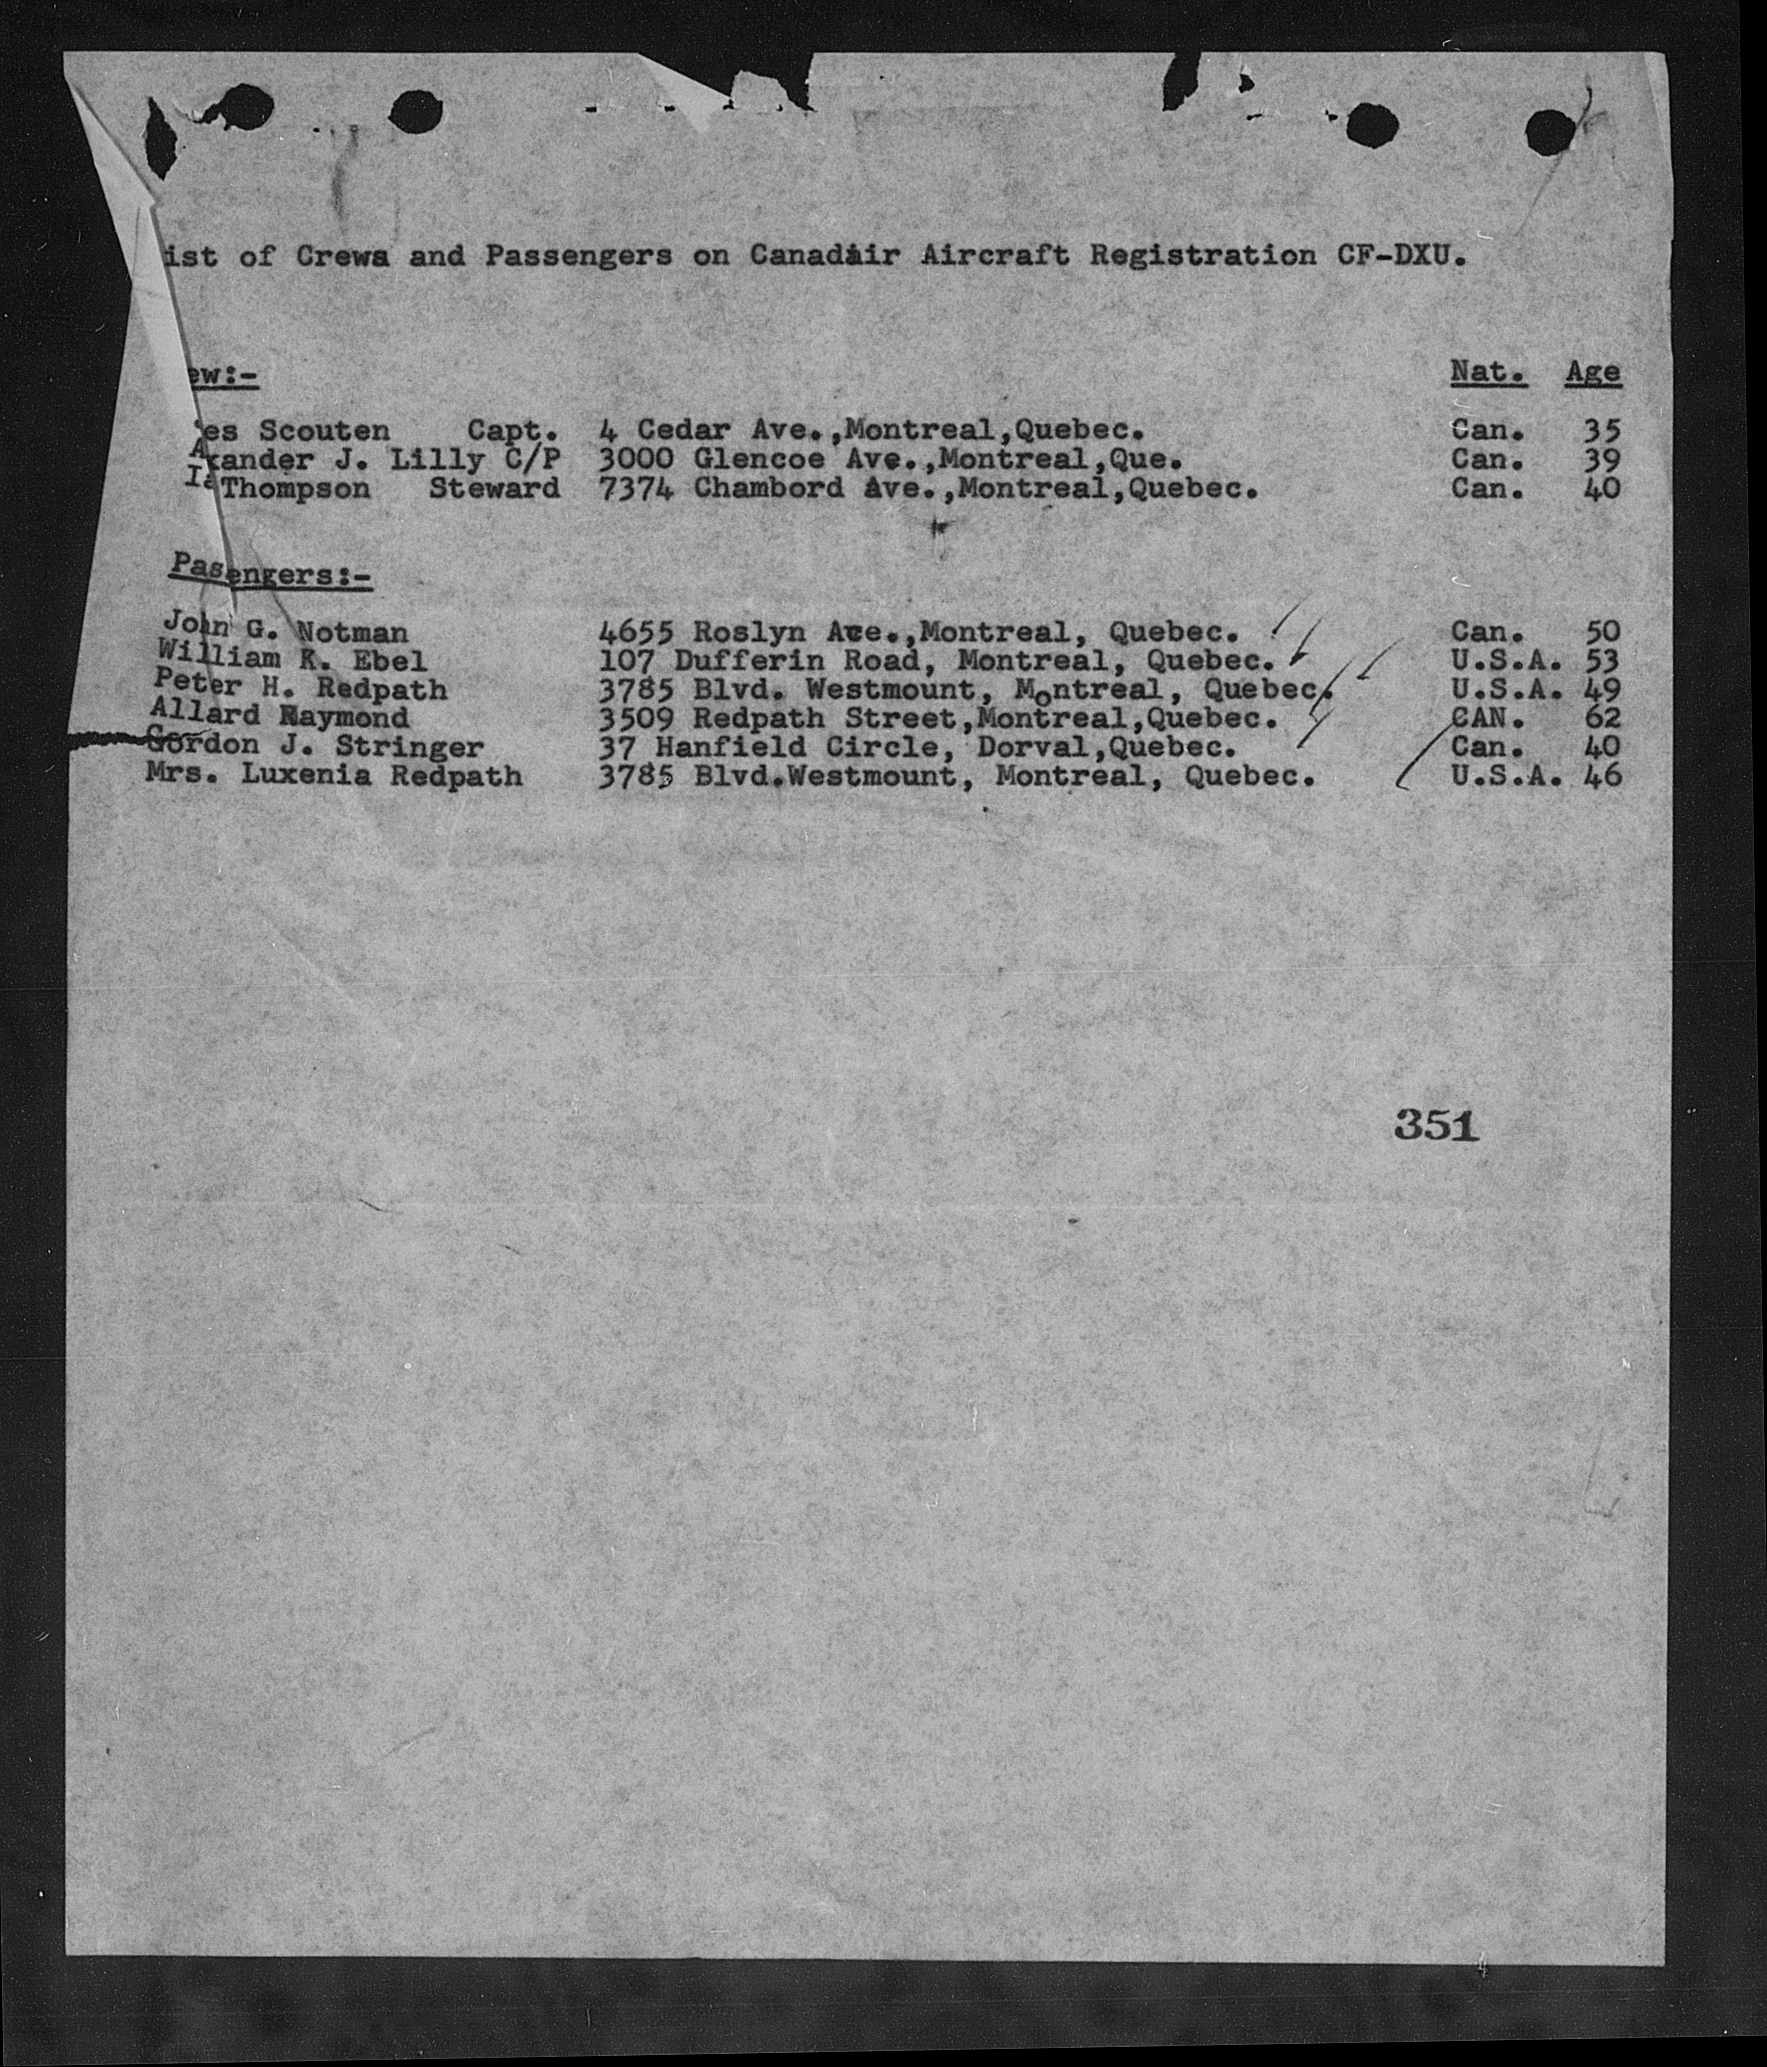 ist of Crews and Passengers on Canadair Aircraft Registration CF-DXU.
ew:- Nat. Age
es Scouten Capt. 4 Cedar Ave.,Montreal,Quebec. Can. 35
A ander J. Lilly C/P 3000 Glencoe Ave.,Montreal,Que. Can. 39
Thompson Steward 7374 Chambord Ave.,Montreal,Quebec. Can. 40
Pasengers:-
John G. Notman 4655 Roslyn Ave.,Montreal, Quebec. Can. 50
William K. Ebel 107 Dufferin Road, Montreal, Quebec. U.S.A. 53
Peter H. Redpath 3785 Blvd. Westmount, Montreal, Quebec. U.S.A. 49
Allard Raymond 3509 Redpath Street,Montreal,Quebec. CAN. 62
Gordon J. Stringer 37 Hanfield Circle, Dorval,Quebec. Can. 40
Mrs. Luxenia Redpath 3785 Blvd.Westmount, Montreal, Quebec. U.S.A. 46
351